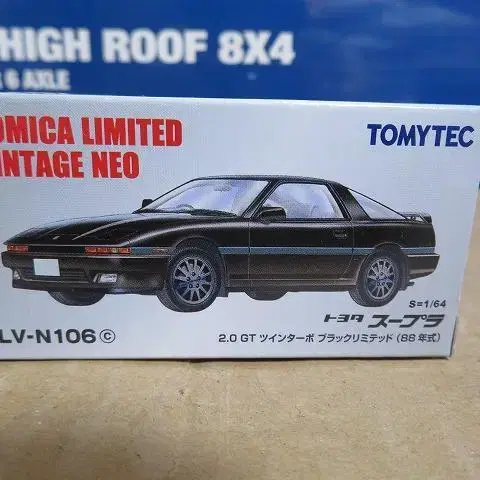 HIGH ROOF 8X4
6 AXLE
OMICA LIMITED
INTAGE NEO
TOMYTEC
S=1/64
トヨタ スープラ
LV-N106 ⓒ
2.0 GT ツインターボ ブラックリミテッド (88年式)